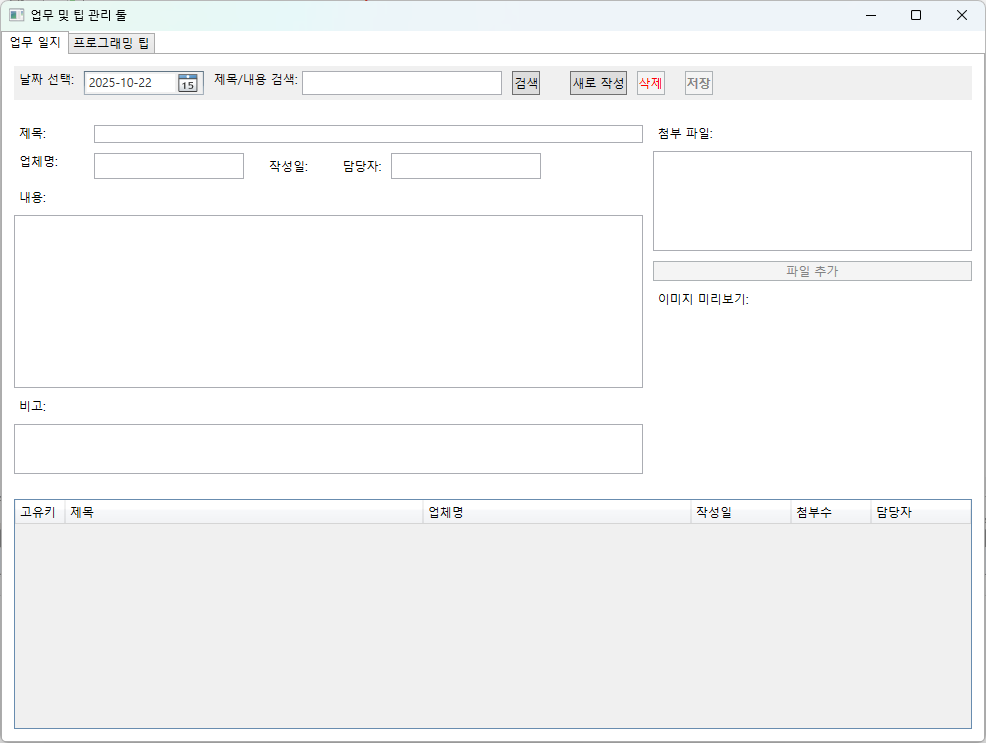 업무 및 팁 관리 툴
업무 일지 프로그래밍 팁
날짜 선택: 2025-10-22 15 제목/내용 검색: 검색 새로 작성 삭제 저장
제목: 첨부 파일:
업체명: 작성일: 담당자:
내용:
파일 추가
이미지 미리보기:
비고:
고유키 제목 업체명 작성일 첨부수 담당자